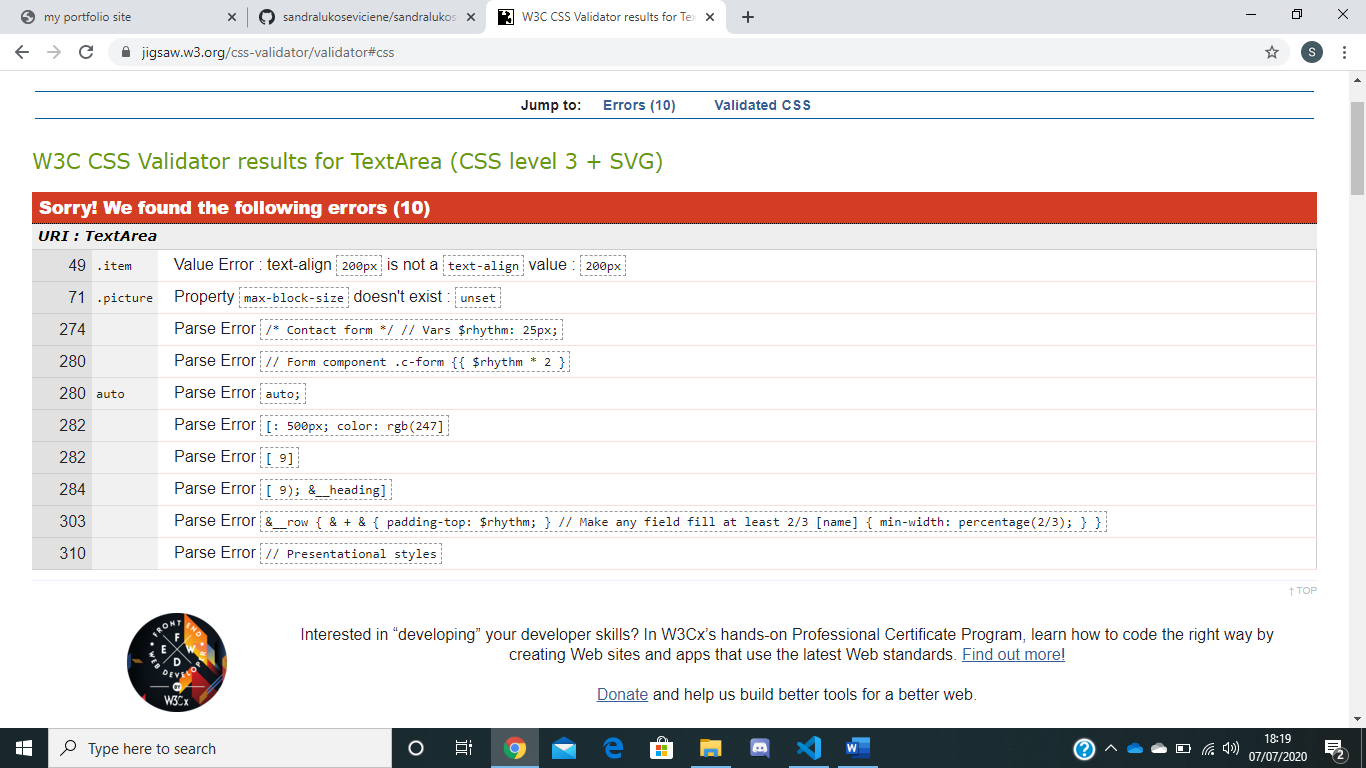 my portfolio site
sandralukoseviciene/sandralukos
W3C CSS Validator results for Tex
jigsaw.w3.org/css-validator/validator#css
S
Jump to: Errors (10) Validated CSS
W3C CSS Validator results for TextArea (CSS level 3 + SVG)
Sorry! We found the following errors (10)
URI : TextArea
49 .item Value Error : text-align 200px is not a text-align value : 200px
71 .picture Property max-block-size doesn't exist : unset
274 Parse Error /* Contact form */ // Vars $rhythm: 25px;
280 Parse Error // Form component .c-form {{ $rhythm * 2 }
280 auto Parse Error auto;
282 Parse Error [: 500px; color: rgb(247]
282 Parse Error [ 9]
284 Parse Error [ 9); &__heading]
303 Parse Error &__row { & + & { padding-top: $rhythm; } // Make any field fill at least 2/3 [name] { min-width: percentage(2/3); } }
310 Parse Error // Presentational styles
↑ TOP
FRONT END
WEB DEVELOPER
F
E W
D
BY
W3Cx
Interested in “developing” your developer skills? In W3Cx’s hands-on Professional Certificate Program, learn how to code the right way by
creating Web sites and apps that use the latest Web standards. Find out more!
Donate and help us build better tools for a better web.
Type here to search
18:19
07/07/2020
2